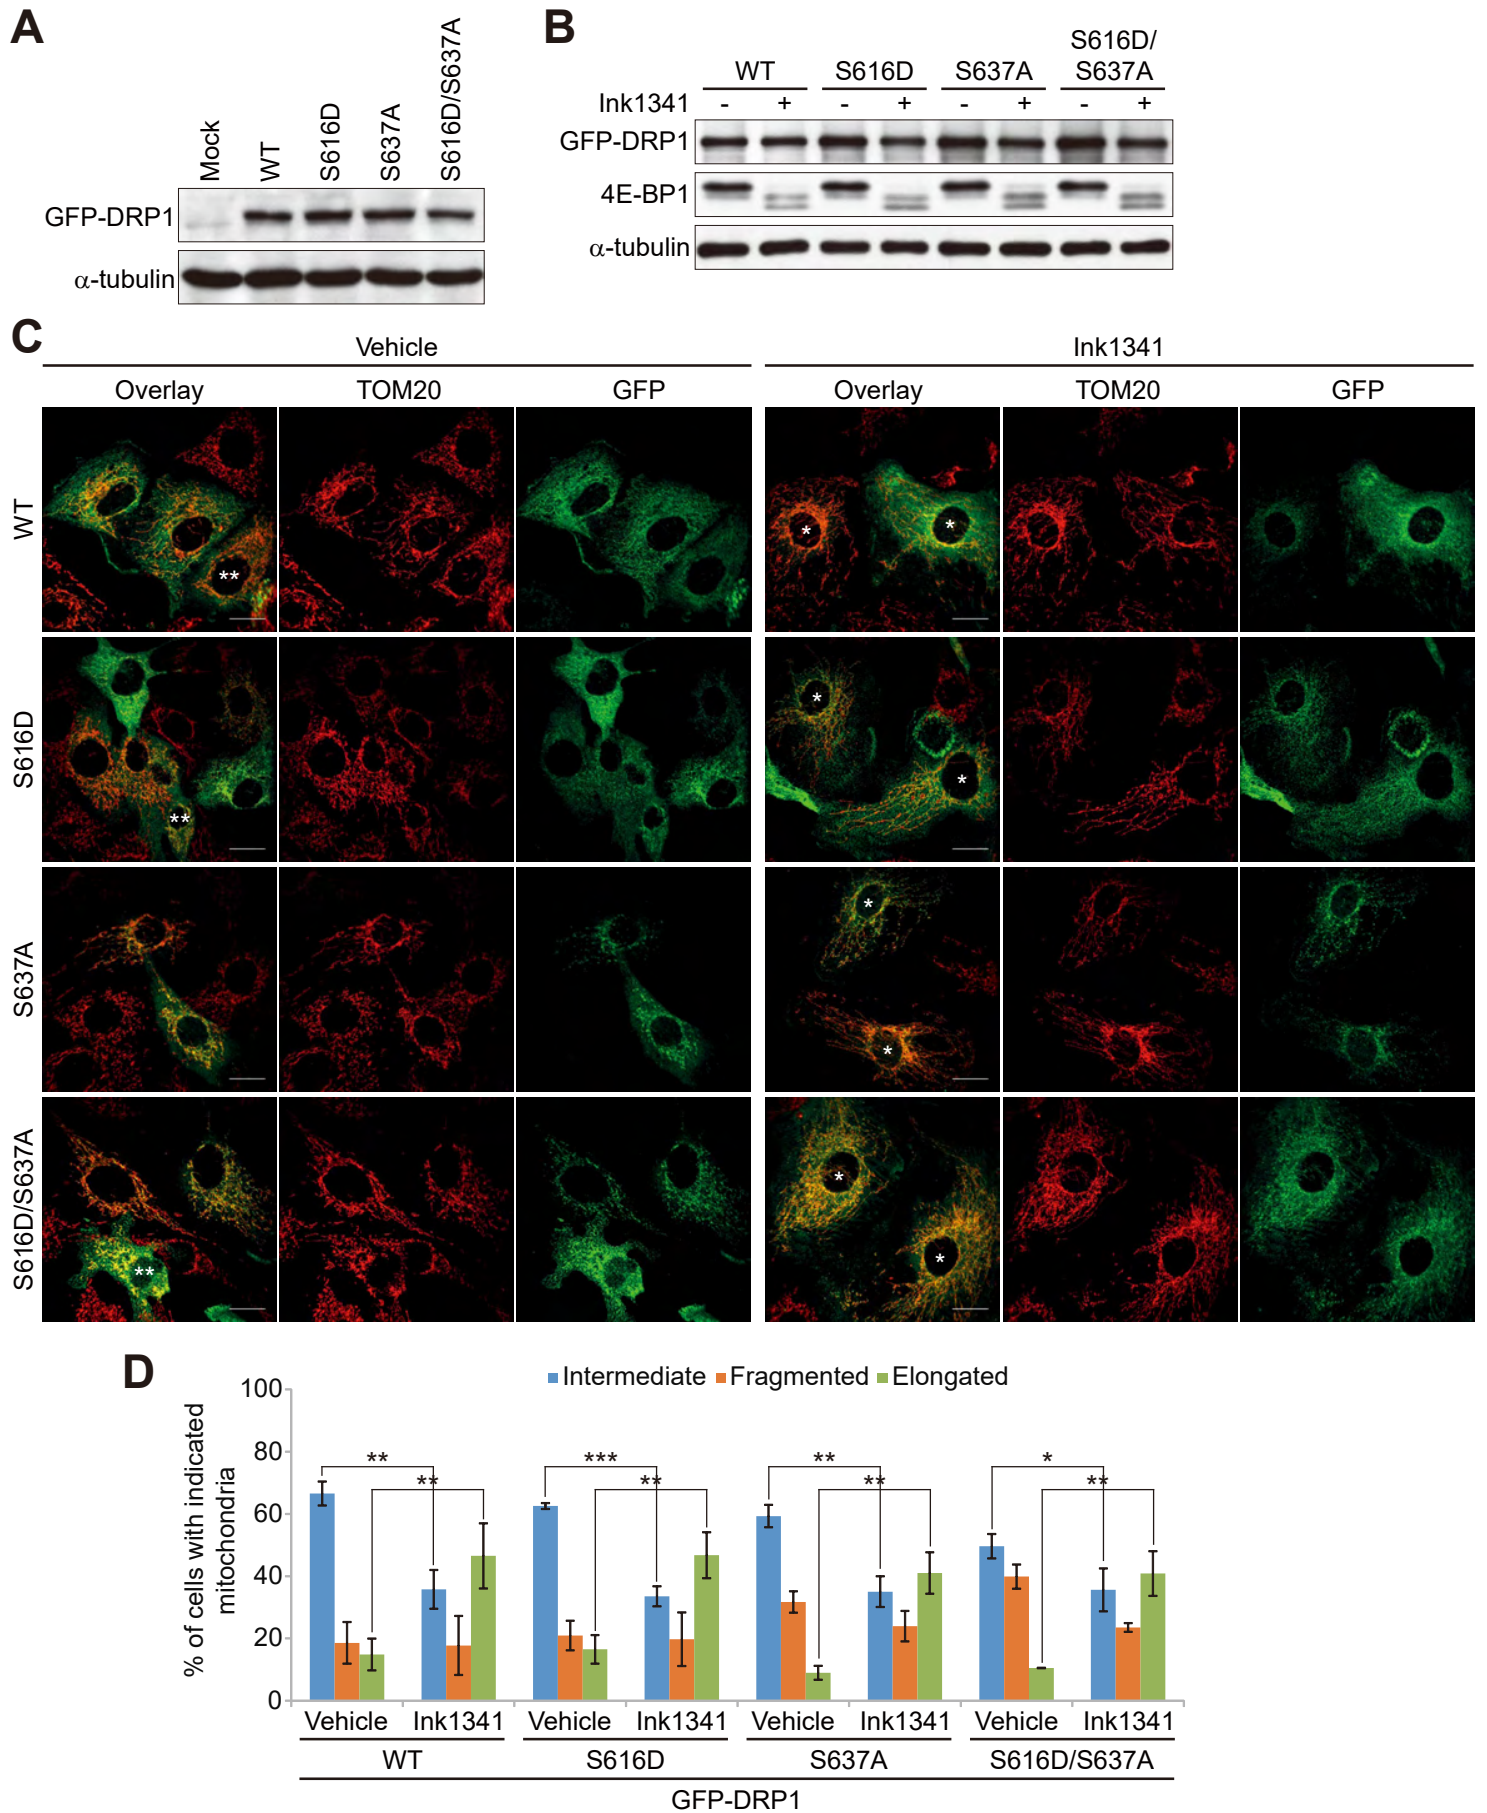 A
Mock
WT
S616D
S637A
S616D/S637A
GFP-DRP1
α-tubulin
B
WT
S616D
S637A
S616D/
S637A
Ink1341
- + - + - + - +
GFP-DRP1
4E-BP1
α-tubulin
C
Vehicle
Ink1341
Overlay
TOM20
GFP
Overlay
TOM20
GFP
WT
**
*
*
S616D
**
*
*
S637A
*
*
S616D/S637A
**
*
*
D
Intermediate
Fragmented
Elongated
% of cells with indicated
mitochondria
100
80
60
40
20
0
**
**
***
**
**
**
*
**
Vehicle
Ink1341
Vehicle
Ink1341
Vehicle
Ink1341
Vehicle
Ink1341
WT
S616D
S637A
S616D/S637A
GFP-DRP1